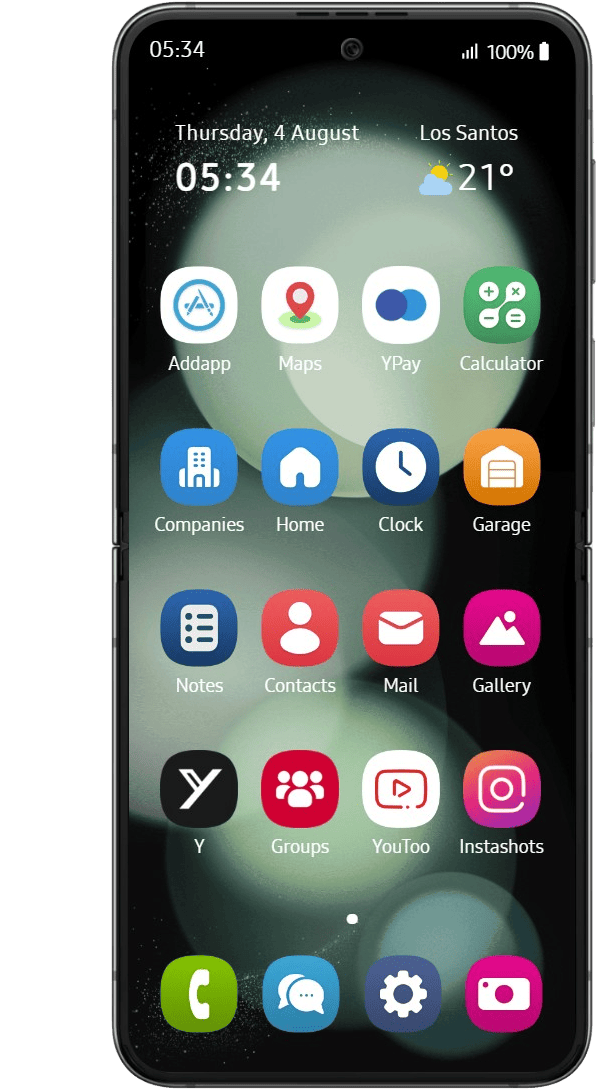 05:34 100%
Thursday, 4 August Los Santos
05:34 21°
Addapp Maps YPay Calculator
Companies Home Clock Garage
Notes Contacts Mail Gallery
Y Groups YouToo Instashots